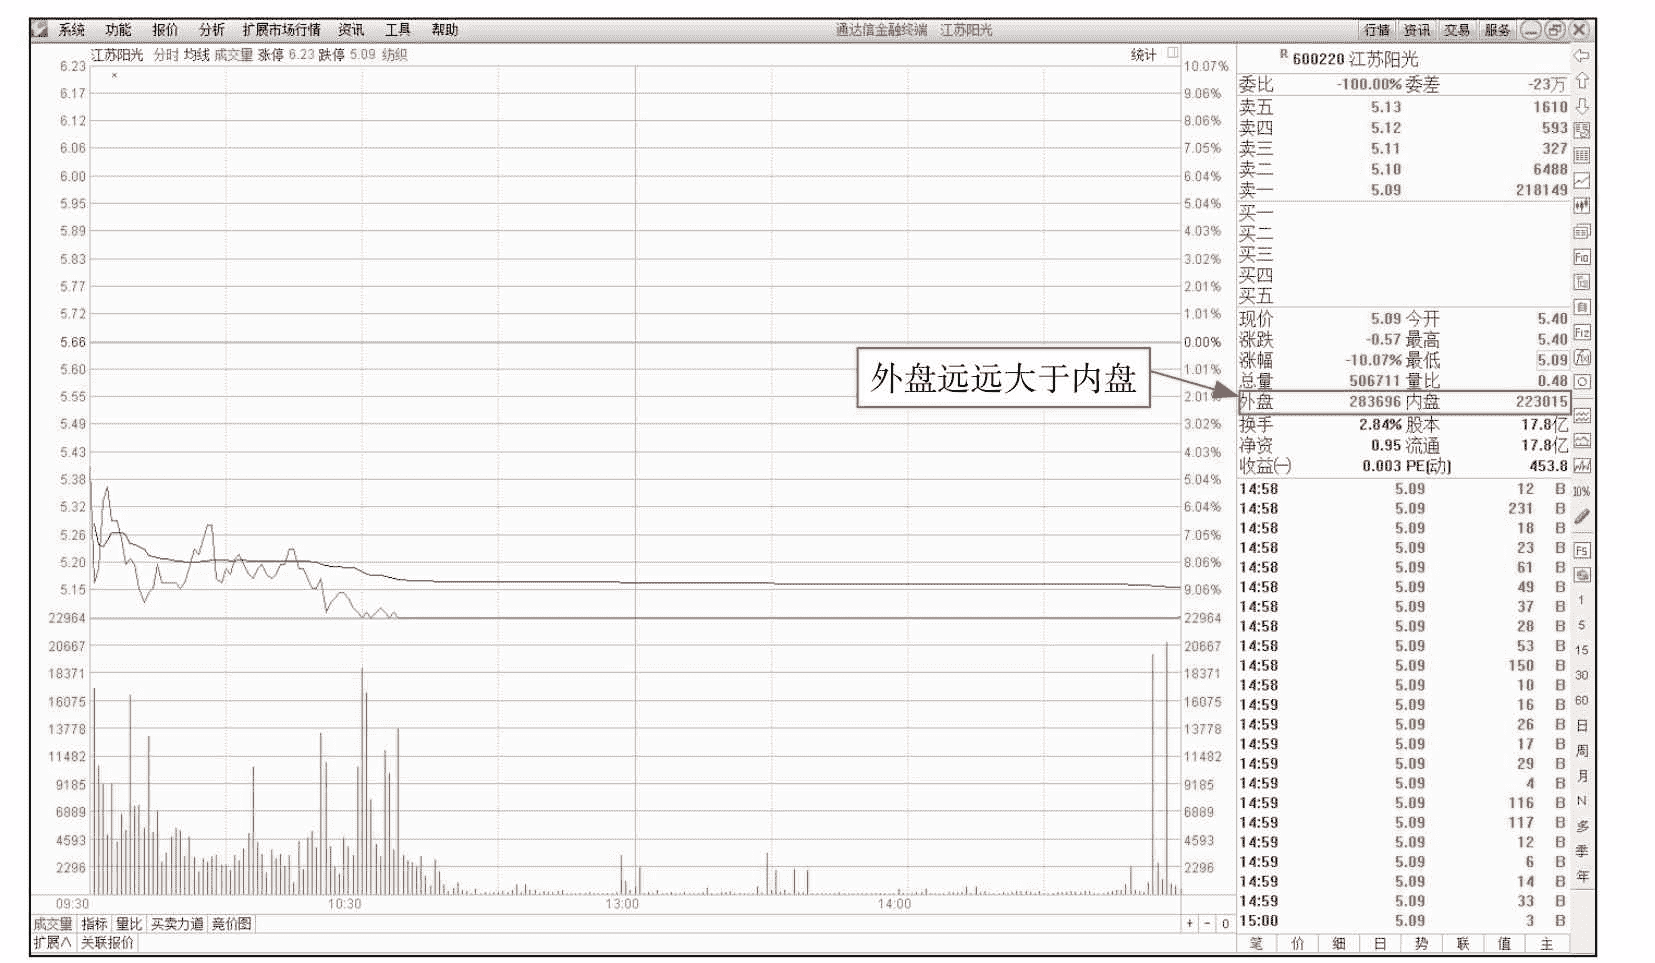 系统 功能 报价 分析 扩展市场行情 资讯 工具 帮助 通达信金融终端 江苏阳光 行情 资讯 交易 服务
江苏阳光 分时 均线 成交量 涨停 6.23 跌停 5.09 纺织 统计
6.23 10.07%
6.17 9.06%
6.12 8.06%
6.06 7.05%
6.00 6.04%
5.95 5.04%
5.89 4.03%
5.83 3.02%
5.77 2.01%
5.72 1.01%
5.66 0.00%
5.60 1.01%
5.55 2.01%
5.49 3.02%
5.43 4.03%
5.38 5.04%
5.32 6.04%
5.26 7.05%
5.20 8.06%
5.15 9.06%
22964 22964
20667 20667
18371 18371
16075 16075
13778 13778
11482 11482
9185 9185
6889 6889
4593 4593
2296 2296
09:30 10:30 13:00 14:00
外盘远远大于内盘
R 600220 江苏阳光
委比 -100.00% 委差 -23万
卖五 5.13 1610
卖四 5.12 593
卖三 5.11 327
卖二 5.10 6488
卖一 5.09 218149
买一
买二
买三
买四
买五
现价 5.09 今开 5.40
涨跌 -0.57 最高 5.40
涨幅 -10.07% 最低 5.09
总量 506711 量比 0.48
外盘 283696 内盘 223015
换手 2.84% 股本 17.8亿
净资 0.95 流通 17.8亿
收益㈠ 0.003 PE(动) 453.8
14:58 5.09 12 B
14:58 5.09 231 B
14:58 5.09 18 B
14:58 5.09 23 B
14:58 5.09 61 B
14:58 5.09 49 B
14:58 5.09 37 B
14:58 5.09 28 B
14:58 5.09 53 B
14:58 5.09 150 B
14:58 5.09 10 B
14:59 5.09 16 B
14:59 5.09 26 B
14:59 5.09 17 B
14:59 5.09 29 B
14:59 5.09 4 B
14:59 5.09 116 B
14:59 5.09 117 B
14:59 5.09 12 B
14:59 5.09 6 B
14:59 5.09 14 B
14:59 5.09 33 B
15:00 5.09 3 B
笔 价 细 日 势 联 值 主
F10
自
F12
10%
F5
1
5
15
30
60
日
周
月
N
多
季
年
成交量 指标 量比 买卖力道 竞价图 + - 0
扩展∧ 关联报价